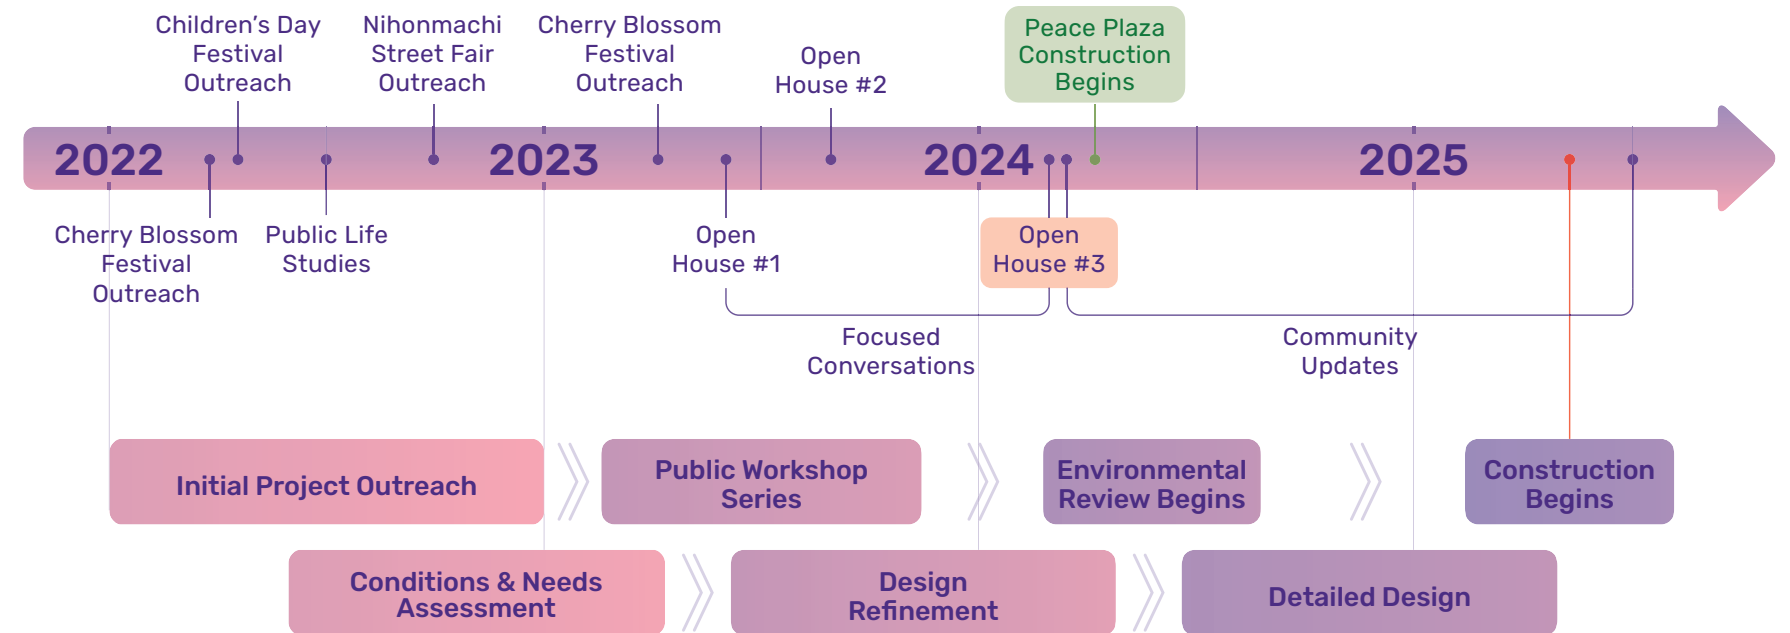 Children's Day
Festival
Outreach
Nihonmachi
Street Fair
Outreach
Cherry Blossom
Festival
Outreach
Open
House #2
Peace Plaza
Construction
Begins
2022
2023
2024
2025
Cherry Blossom
Festival
Outreach
Public Life
Studies
Open
House #1
Open
House #3
Focused
Conversations
Community
Updates
Initial Project Outreach
Public Workshop
Series
Environmental
Review Begins
Construction
Begins
Conditions & Needs
Assessment
Design
Refinement
Detailed Design